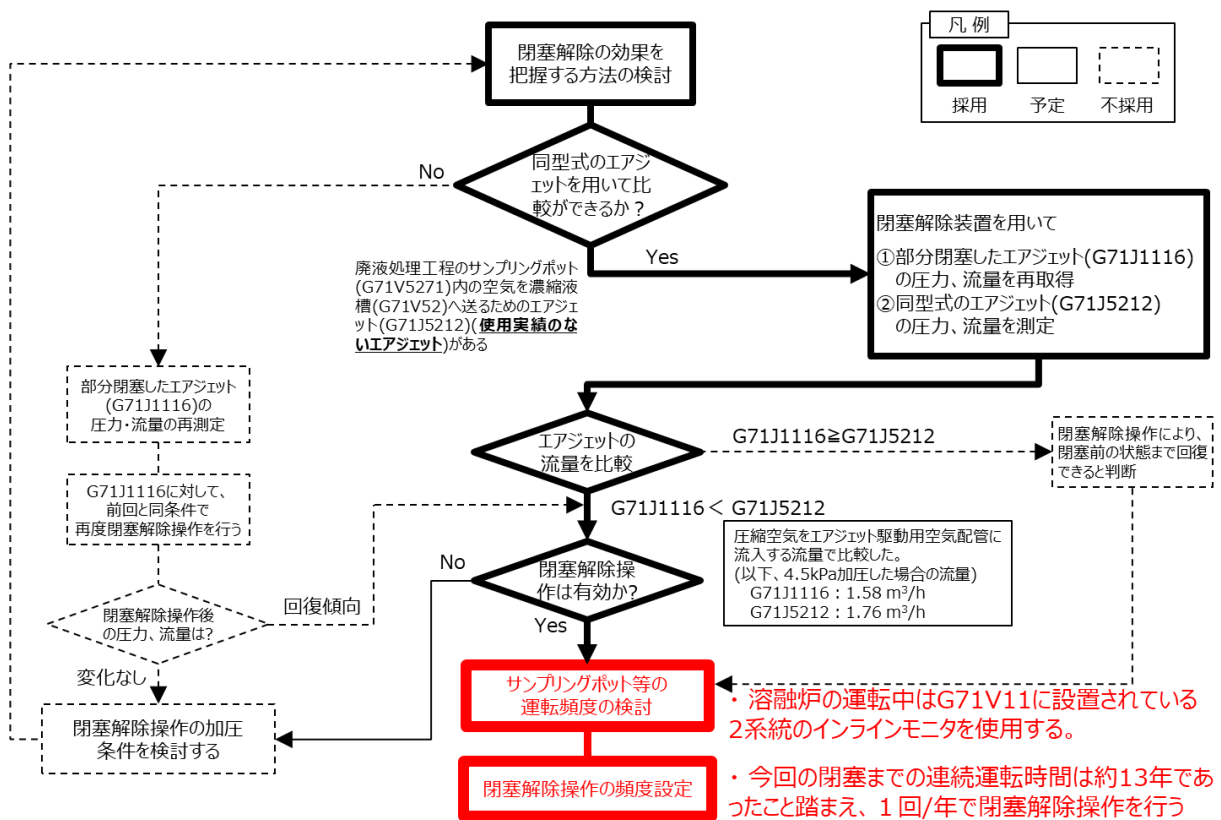 凡 例
採用
予定
不採用
閉塞解除の効果を
把握する方法の検討
同型式のエアジ
ェットを用いて比
較ができるか？
No
Yes
廃液処理工程のサンプリングポット
(G71V5271)内の空気を濃縮液
槽(G71V52)へ送るためのエアジェ
ット(G71J5212)(使用実績のな
いエアジェット)がある
閉塞解除装置を用いて
①部分閉塞したエアジェット(G71J1116)
の圧力、流量を再取得
②同型式のエアジェット(G71J5212)
の圧力、流量を測定
部分閉塞したエアジェット
(G71J1116)の
圧力・流量の再測定
G71J1116に対して、
前回と同条件で
再度閉塞解除操作を行う
閉塞解除操作後
の圧力、流量は?
回復傾向
変化なし
閉塞解除操作の加圧
条件を検討する
エアジェットの
流量を比較
G71J1116≧G71J5212
閉塞解除操作により、
閉塞前の状態まで回復
できると判断
G71J1116＜ G71J5212
圧縮空気をエアジェット駆動用空気配管に
流入する流量で比較した。
(以下、4.5kPa加圧した場合の流量)
G71J1116：1.58 m³/h
G71J5212：1.76 m³/h
閉塞解除操
作は有効か?
No
Yes
サンプリングポット等の
運転頻度の検討
・ 溶融炉の運転中はG71V11に設置されている
2系統のインラインモニタを使用する。
閉塞解除操作の頻度設定
・ 今回の閉塞までの連続運転時間は約13年であ
ったこと踏まえ、１回/年で閉塞解除操作を行う